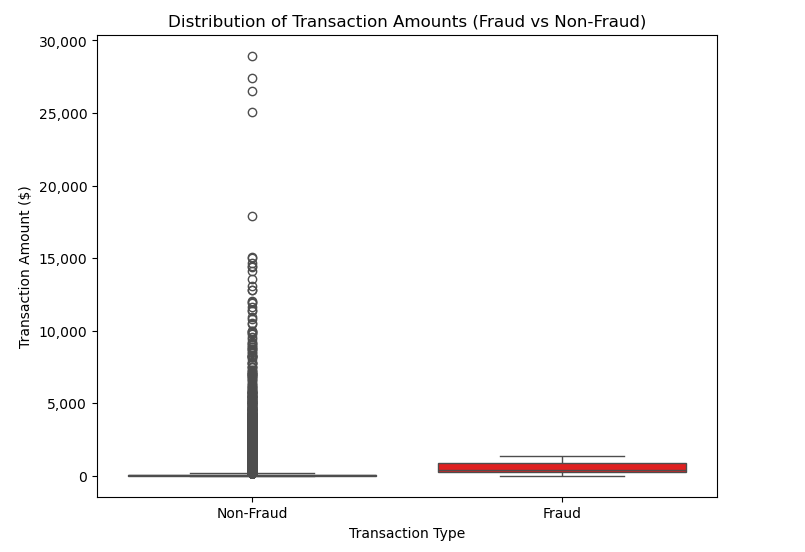 Distribution of Transaction Amounts (Fraud vs Non-Fraud)
30,000
25,000
20,000
15,000
10,000
5,000
0
Transaction Amount ($)
Non-Fraud
Fraud
Transaction Type